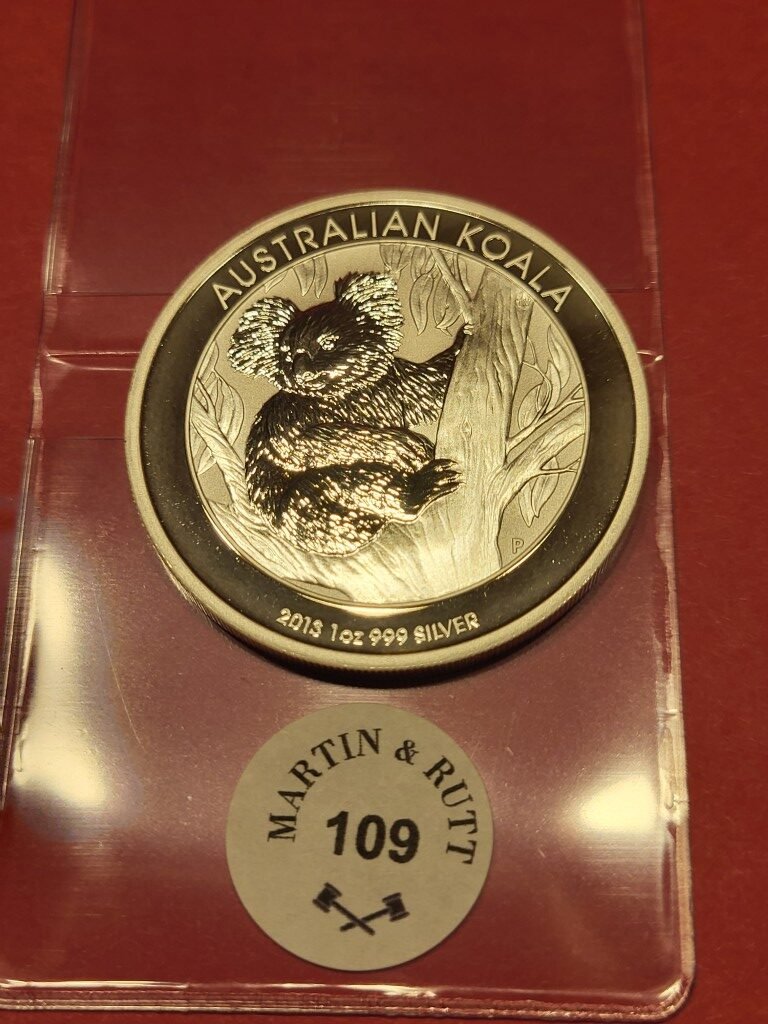 AUSTRALIAN KOALA
P
2013 1oz 999 SILVER
MARTIN & RUTT
109